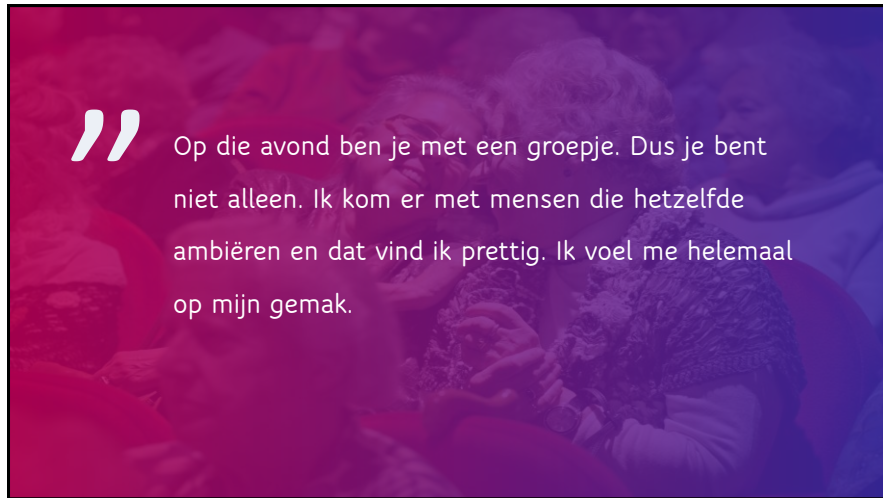 ”
Op die avond ben je met een groepje. Dus je bent
niet alleen. Ik kom er met mensen die hetzelfde
ambiëren en dat vind ik prettig. Ik voel me helemaal
op mijn gemak.